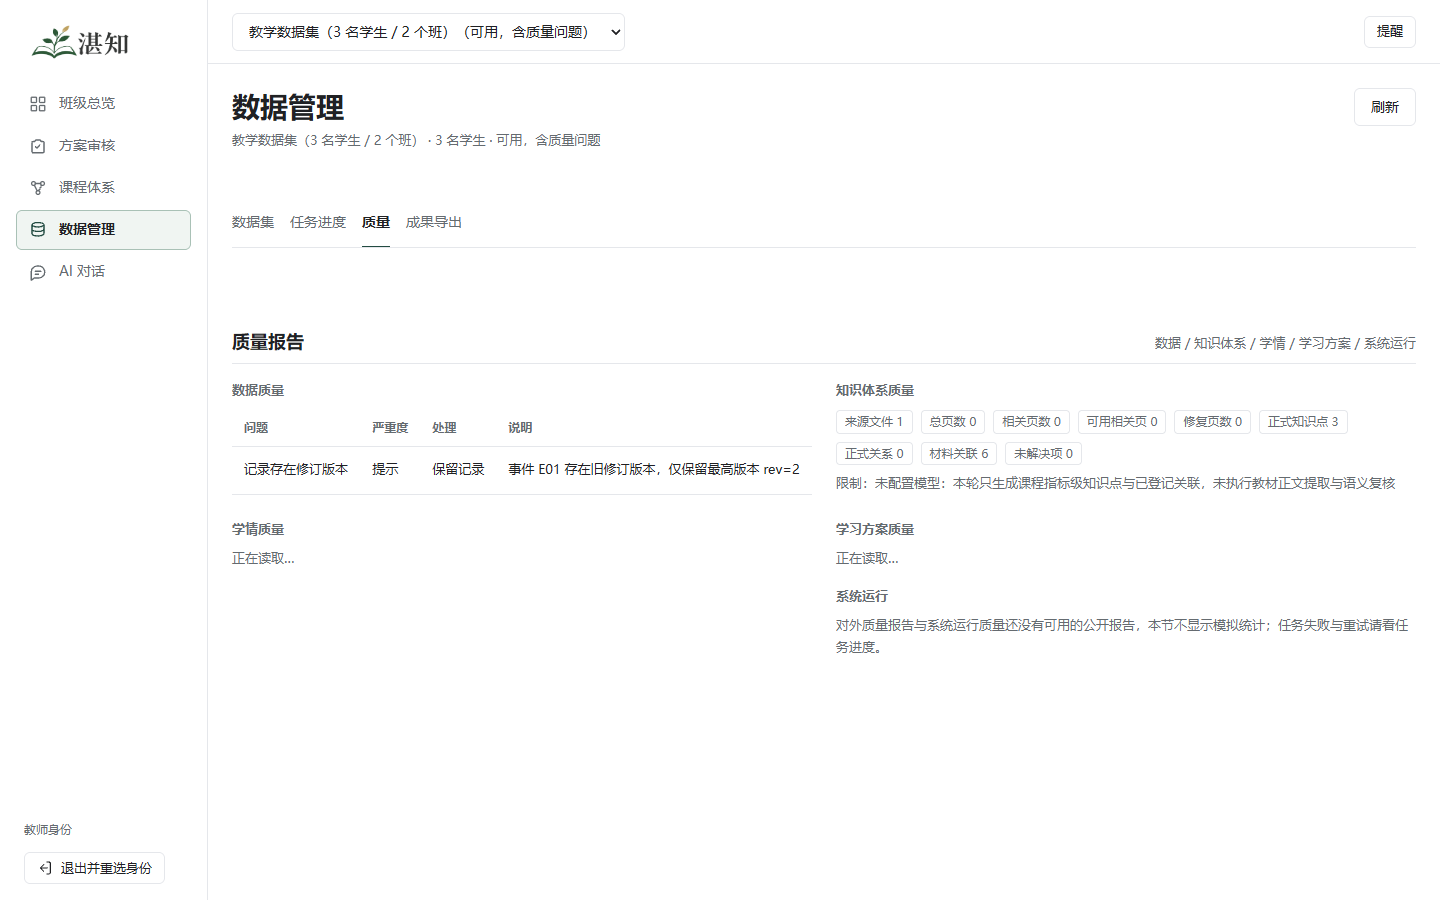 湛知
班级总览
方案审核
课程体系
数据管理
AI 对话
教师身份
退出并重选身份
教学数据集（3 名学生 / 2 个班）（可用，含质量问题）
提醒
数据管理
教学数据集（3 名学生 / 2 个班） · 3 名学生 · 可用，含质量问题
刷新
数据集 任务进度 质量 成果导出
质量报告
数据 / 知识体系 / 学情 / 学习方案 / 系统运行
数据质量
问题 严重度 处理 说明
记录存在修订版本 提示 保留记录 事件 E01 存在旧修订版本，仅保留最高版本 rev=2
知识体系质量
来源文件 1 总页数 0 相关页数 0 可用相关页 0 修复页数 0 正式知识点 3
正式关系 0 材料关联 6 未解决项 0
限制：未配置模型：本轮只生成课程指标级知识点与已登记关联，未执行教材正文提取与语义复核
学情质量
正在读取...
学习方案质量
正在读取...
系统运行
对外质量报告与系统运行质量还没有可用的公开报告，本节不显示模拟统计；任务失败与重试请看任
务进度。